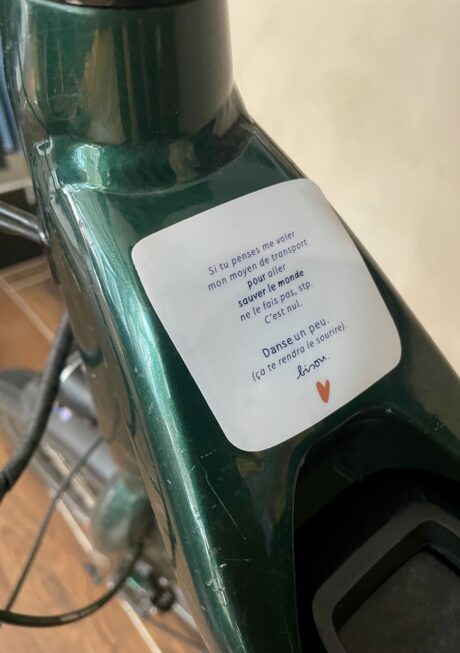 Si tu penses me voler
mon moyen de transport
pour aller
sauver le monde
ne le fais pas, stp.
C'est nul.
Danse un peu.
(ça te rendra le sourire).
bisou.